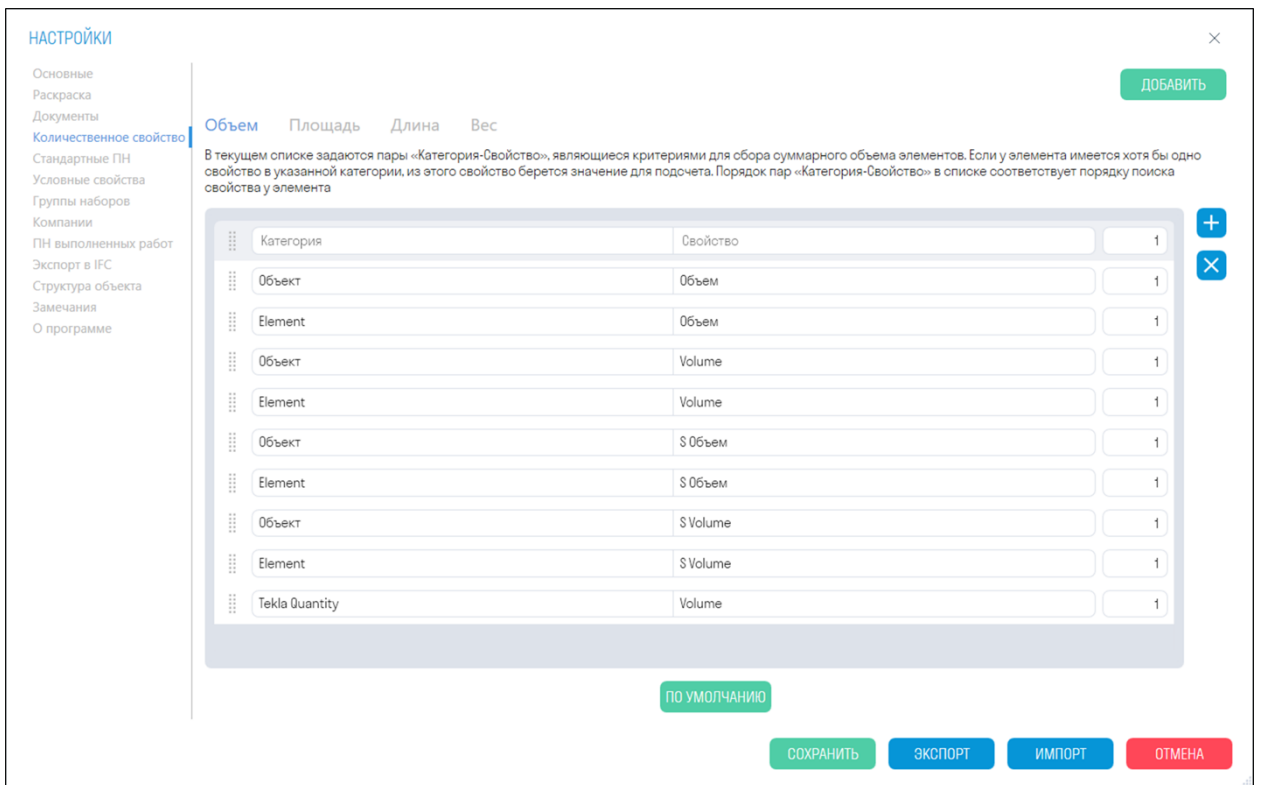 НАСТРОЙКИ
Основные
Раскраска
Документы
Количественное свойство
Стандартные ПН
Условные свойства
Группы наборов
Компании
ПН выполненных работ
Экспорт в IFC
Структура объекта
Замечания
О программе
ДОБАВИТЬ
Объем Площадь Длина Вес
В текущем списке задаются пары «Категория-Свойство», являющиеся критериями для сбора суммарного объема элементов. Если у элемента имеется хотя бы одно
свойство в указанной категории, из этого свойство берется значение для подсчета. Порядок пар «Категория-Свойство» в списке соответствует порядку поиска
свойства у элемента
Категория Свойство 1
Объект Объем 1
Element Объем 1
Объект Volume 1
Element Volume 1
Объект S Объем 1
Element S Объем 1
Объект S Volume 1
Element S Volume 1
Tekla Quantity Volume 1
ПО УМОЛЧАНИЮ
СОХРАНИТЬ ЭКСПОРТ ИМПОРТ ОТМЕНА